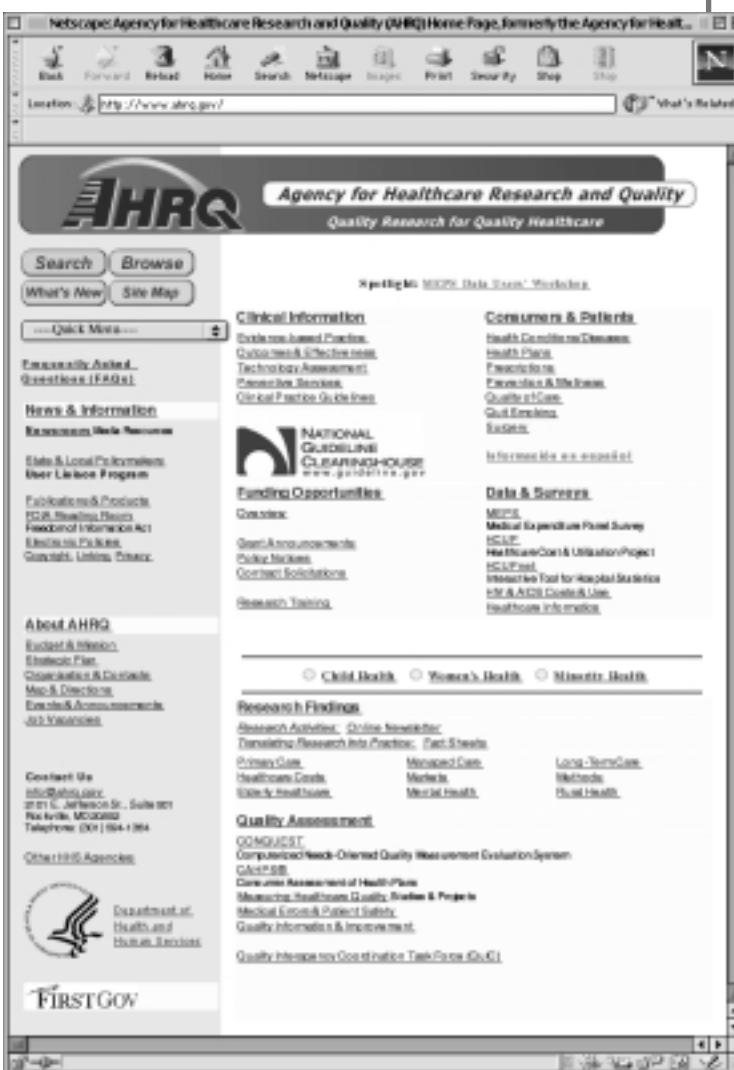 Netscape: Agency for Healthcare Research and Quality (AHRQ) Home Page, formerly the Agency for Healt...
Back Forward Reload Home Search Netscape Images Print Security Shop Stop
Location: http://www.ahrq.gov/ What's Related
AHRQ
Agency for Healthcare Research and Quality
Quality Research for Quality Healthcare
Search Browse
What's New Site Map
----Quick Menu----
Frequently Asked
Questions (FAQs)
News & Information
Newsroom Media Resources
State & Local Policymakers
User Liaison Program
Publications & Products
FOIA Reading Room
Freedom of Information Act
Electronic Policies
Copyright, Linking, Privacy
About AHRQ
Budget & Mission
Strategic Plan
Organization & Contacts
Map & Directions
Events & Announcements
Job Vacancies
Contact Us
info@ahrq.gov
2101 E. Jefferson St., Suite 501
Rockville, MD 20852
Telephone: (301) 594-1364
Other HHS Agencies
Department of
Health and
Human Services
FIRSTGOV
Spotlight: MEPS Data Users' Workshop
Clinical Information
Evidence-based Practice
Outcomes & Effectiveness
Technology Assessment
Preventive Services
Clinical Practice Guidelines
NATIONAL
GUIDELINE
CLEARINGHOUSE
www.guideline.gov
Funding Opportunities
Overview
Grant Announcements
Policy Notices
Contract Solicitations
Research Training
Consumers & Patients
Health Conditions/Diseases
Health Plans
Prescriptions
Prevention & Wellness
Quality of Care
Quit Smoking
Surgery
Información en español
Data & Surveys
MEPS
Medical Expenditure Panel Survey
HCUP
Healthcare Cost & Utilization Project
HCUPnet
Interactive Tool for Hospital Statistics
HIV & AIDS Costs & Use
Healthcare Informatics
Child Health Women's Health Minority Health
Research Findings
Research Activities: Online Newsletter
Translating Research Into Practice: Fact Sheets
Primary Care Managed Care Long-Term Care
Healthcare Costs Markets Methods
Elderly Healthcare Mental Health Rural Health
Quality Assessment
CONQUEST
Computerized Needs-Oriented Quality Measurement Evaluation System
CAHPS®
Consumer Assessment of Health Plans
Measuring Healthcare Quality Studies & Projects
Medical Errors & Patient Safety
Quality Information & Improvement
Quality Interagency Coordination Task Force (QuIC)